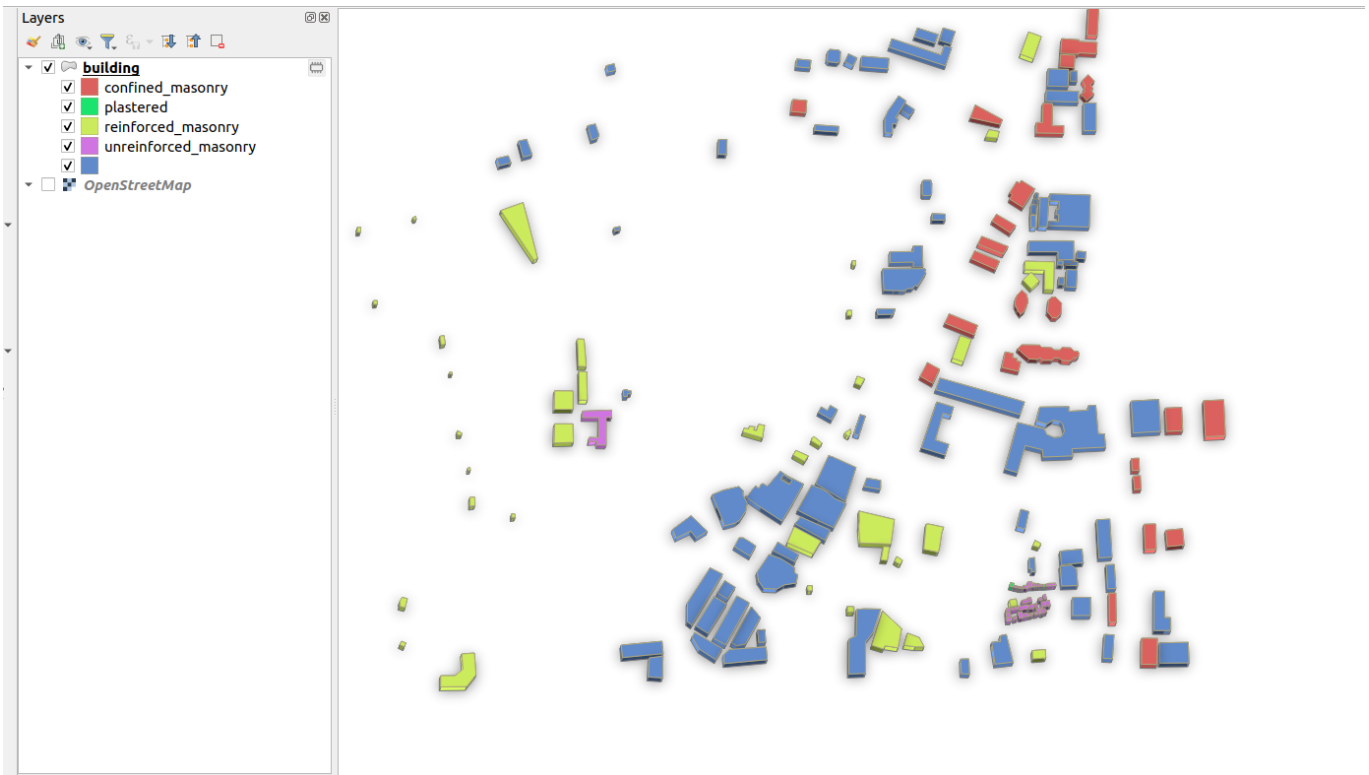 Layers
building
confined_masonry
plastered
reinforced_masonry
unreinforced_masonry
OpenStreetMap